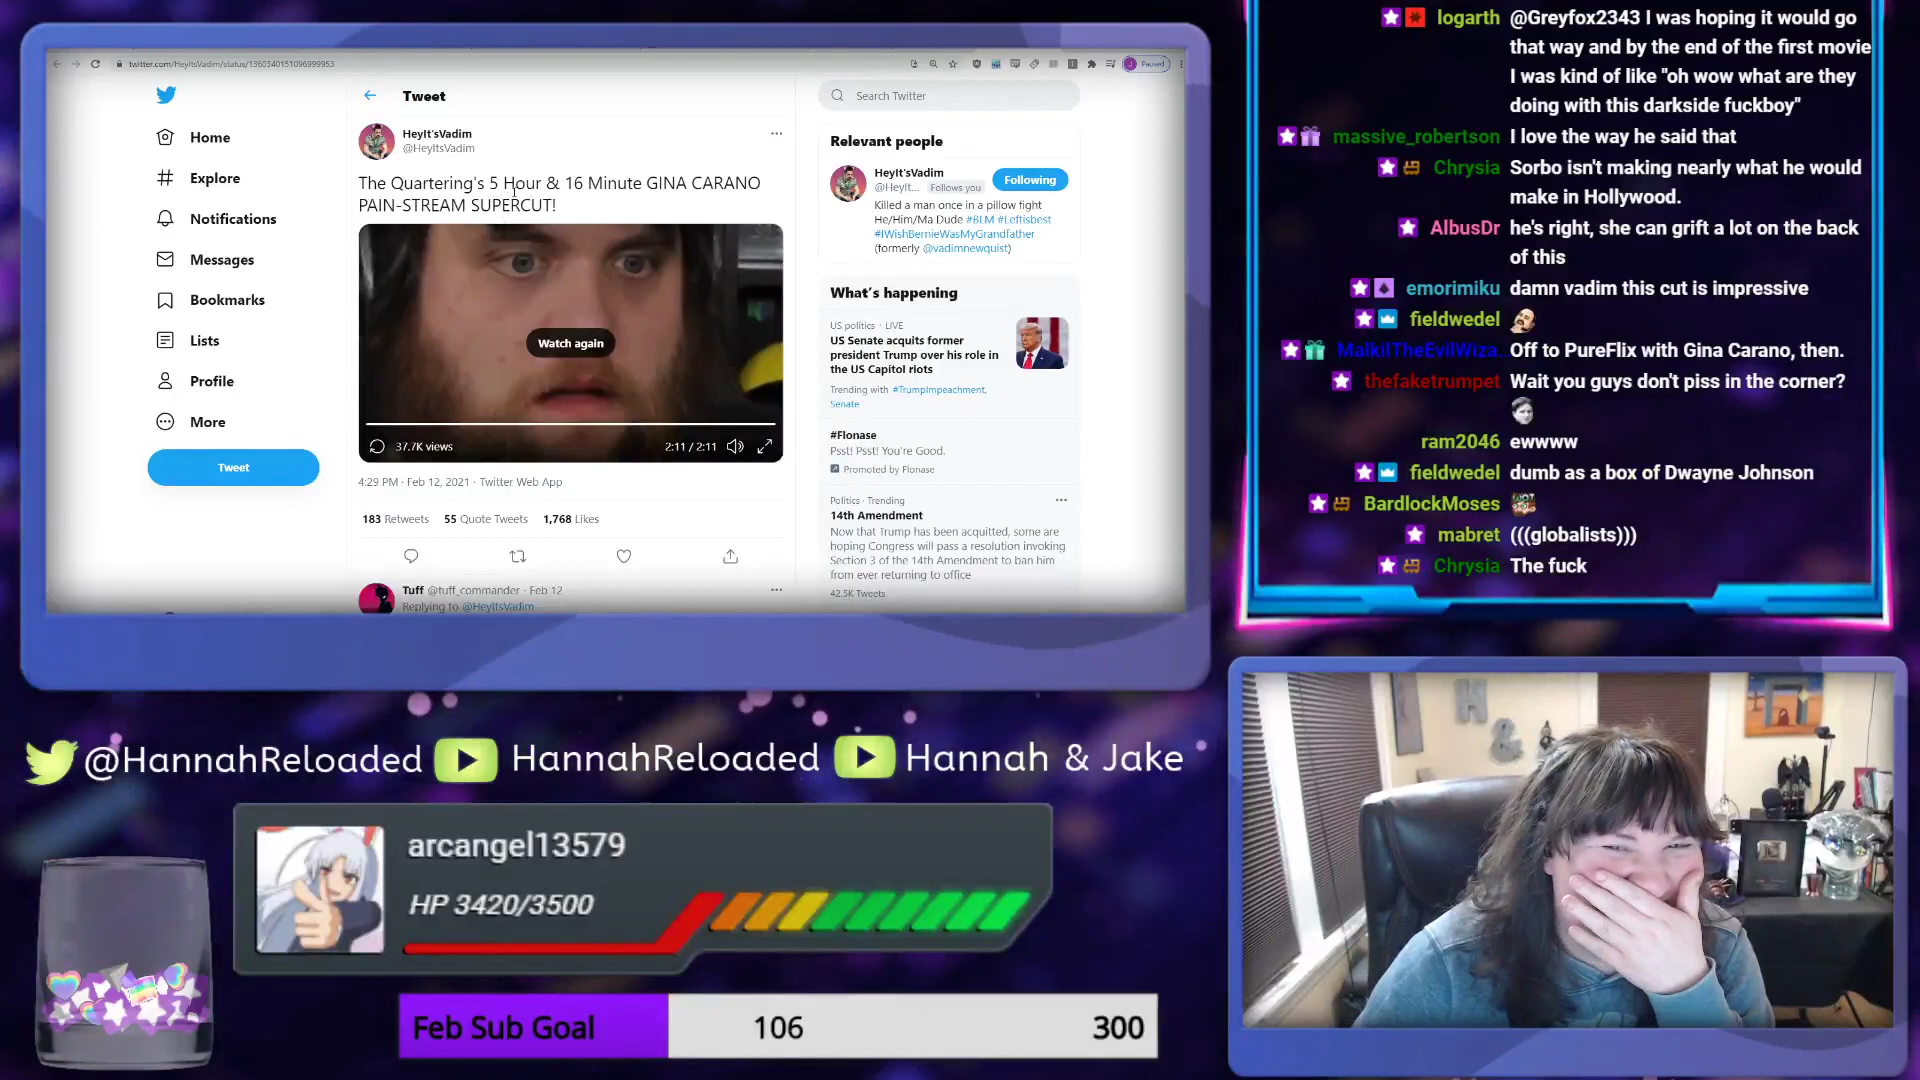 twitter.com/HeyItsVadim/status/1360340151096999953
Paused
Home
Explore
Notifications
Messages
Bookmarks
Lists
Profile
More
Tweet
Tweet
HeyIt'sVadim
@HeyItsVadim
The Quartering's 5 Hour & 16 Minute GINA CARANO
PAIN-STREAM SUPERCUT!
Watch again
37.7K views
2:11 / 2:11
4:29 PM · Feb 12, 2021 · Twitter Web App
183 Retweets 55 Quote Tweets 1,768 Likes
Tuff @tuff_commander · Feb 12
Replying to @HeyItsVadim
Search Twitter
Relevant people
HeyIt'sVadim
@HeyIt... Follows you
Following
Killed a man once in a pillow fight
He/Him/Ma Dude #BLM #Leftisbest
#IWishBernieWasMyGrandfather
(formerly @vadimnewquist)
What's happening
US politics · LIVE
US Senate acquits former
president Trump over his role in
the US Capitol riots
Trending with #TrumpImpeachment,
Senate
#Flonase
Psst! Psst! You're Good.
Promoted by Flonase
Politics · Trending
14th Amendment
Now that Trump has been acquitted, some are
hoping Congress will pass a resolution invoking
Section 3 of the 14th Amendment to ban him
from ever returning to office
42.5K Tweets
logarth @Greyfox2343 I was hoping it would go
that way and by the end of the first movie
I was kind of like "oh wow what are they
doing with this darkside fuckboy"
massive_robertson I love the way he said that
Chrysia Sorbo isn't making nearly what he would
make in Hollywood.
AlbusDr he's right, she can grift a lot on the back
of this
emorimiku damn vadim this cut is impressive
fieldwedel
MalkilTheEvilWiza. Off to PureFlix with Gina Carano, then.
thefaketrumpet Wait you guys don't piss in the corner?
ram2046 ewwww
fieldwedel dumb as a box of Dwayne Johnson
BardlockMoses
mabret (((globalists)))
Chrysia The fuck
@HannahReloaded HannahReloaded Hannah & Jake
arcangel13579
HP 3420/3500
Feb Sub Goal 106 300
H
&